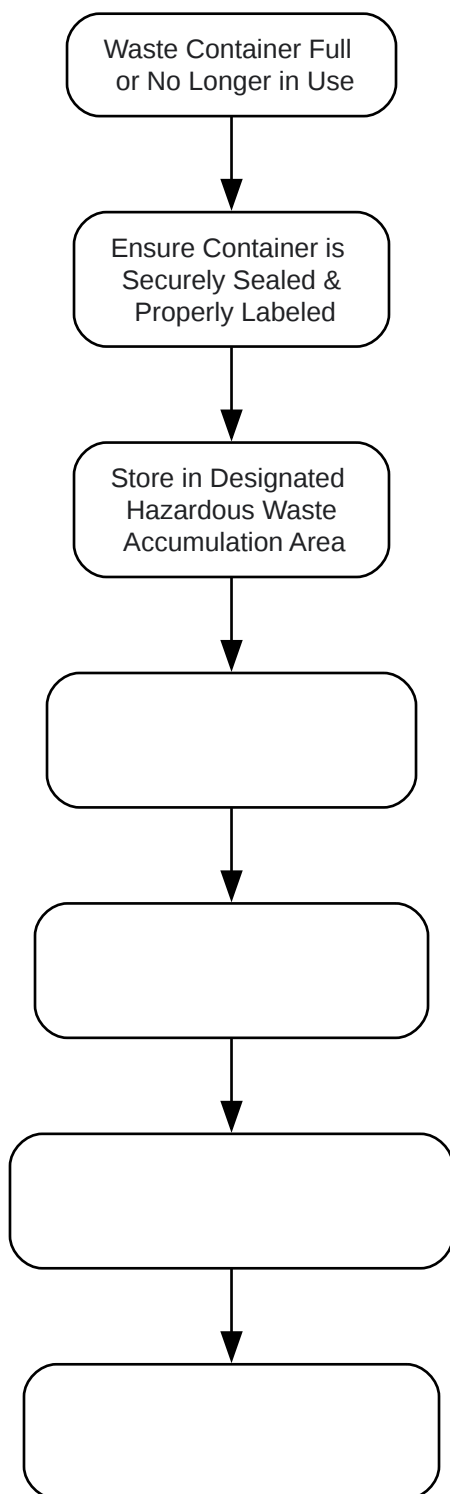 Waste Container Full
or No Longer in Use
Ensure Container is
Securely Sealed &
Properly Labeled
Store in Designated
Hazardous Waste
Accumulation Area